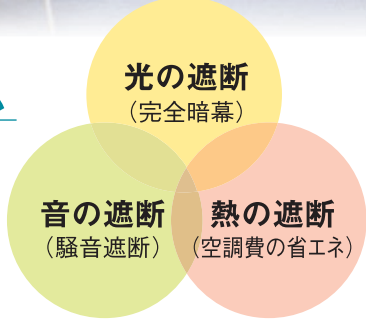 光の遮断
（完全暗幕）
音の遮断
（騒音遮断）
熱の遮断
（空調費の省エネ）